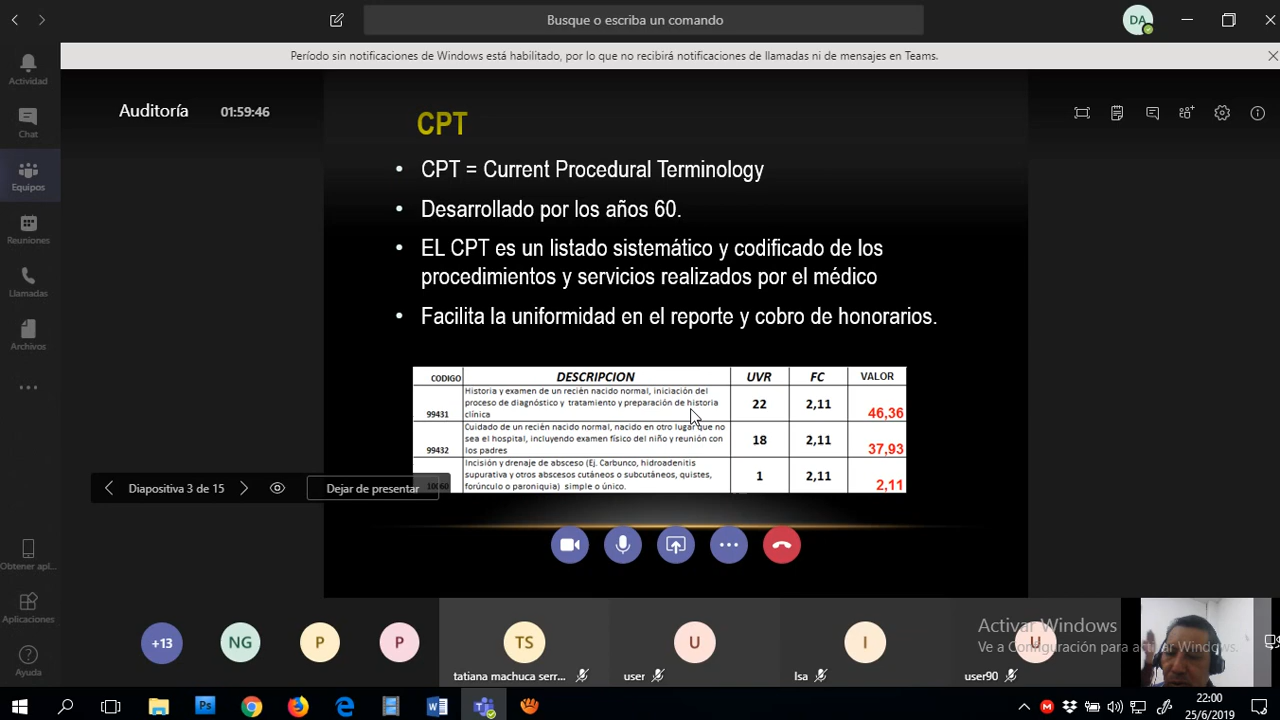 Busque o escriba un comando
DA
Período sin notificaciones de Windows está habilitado, por lo que no recibirá notificaciones de llamadas ni de mensajes en Teams.
Actividad
Chat
Equipos
Reuniones
Llamadas
Archivos
Obtener apl...
Aplicaciones
Ayuda
Auditoría
01:59:46
CPT
• CPT = Current Procedural Terminology
• Desarrollado por los años 60.
• EL CPT es un listado sistemático y codificado de los
procedimientos y servicios realizados por el médico
• Facilita la uniformidad en el reporte y cobro de honorarios.
CODIGO DESCRIPCION UVR FC VALOR
Historia y examen de un recién nacido normal, iniciación del
proceso de diagnóstico y tratamiento y preparación de historia
clínica
99431 22 2,11 46,36
Cuidado de un recién nacido normal, nacido en otro lugar que no
sea el hospital, incluyendo examen físico del niño y reunión con
los padres
99432 18 2,11 37,93
Incisión y drenaje de absceso (Ej. Carbunco, hidroadenitis
supurativa y otros abscesos cutáneos o subcutáneos, quistes,
forúnculo o paroniquia) simple o único.
10060 1 2,11 2,11
Diapositiva 3 de 15
Dejar de presentar
+13
NG
P
P
TS
U
I
U
tatiana machuca serr...
user
Isa
user90
Activar Windows
Ve a Configuración para activar Windows.
22:00
25/6/2019